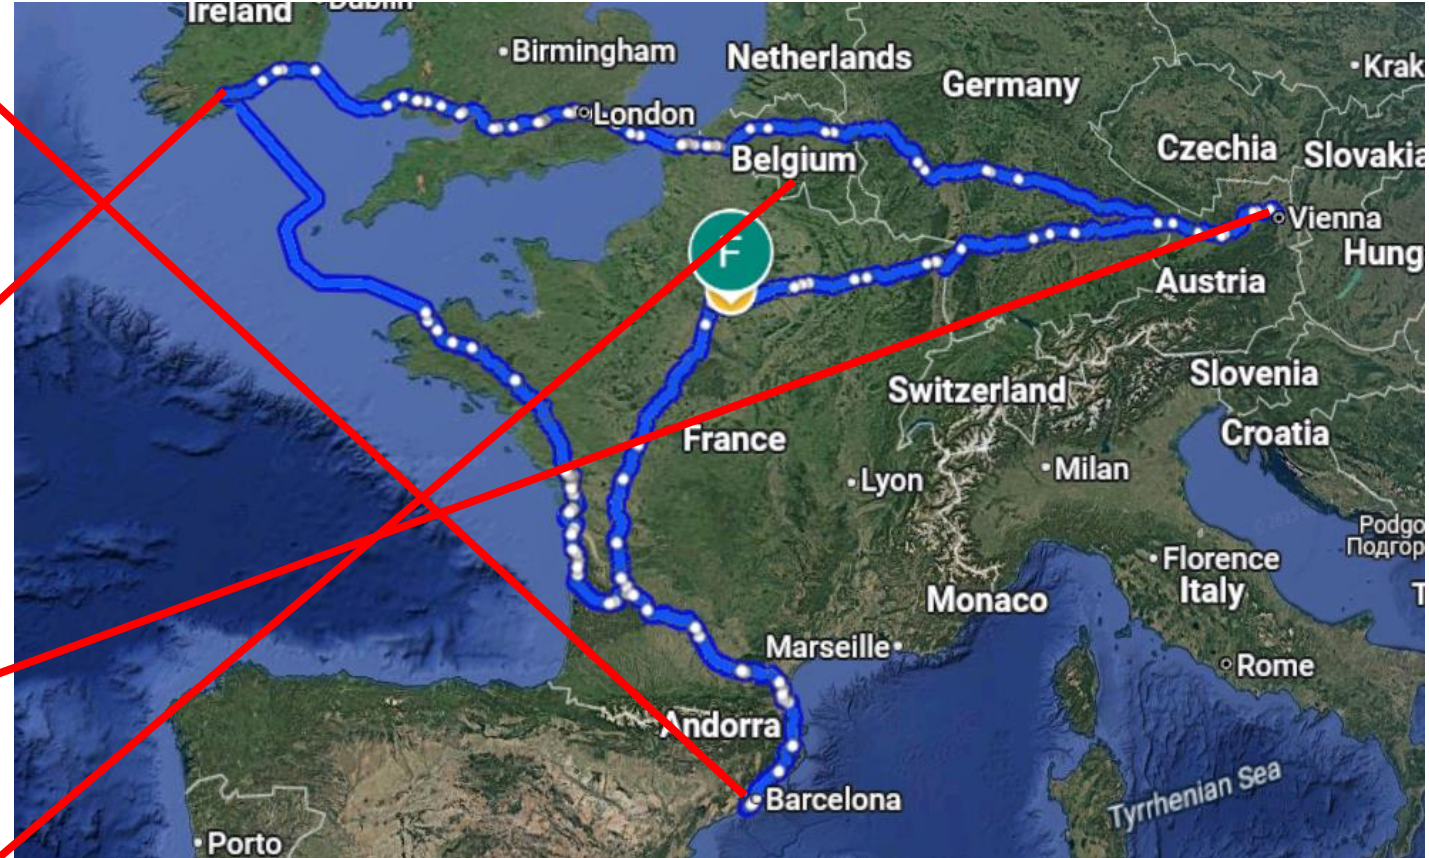 Ireland
Dublin
Birmingham
Netherlands
Germany
Krak
London
Belgium
Czechia
Slovakia
Vienna
Hung
F
Austria
Switzerland
Slovenia
France
Croatia
Lyon
Milan
Podgo
Подгор
Florence
Italy
Monaco
T
Marseille
Rome
Andorra
Tyrrhenian Sea
Barcelona
Porto